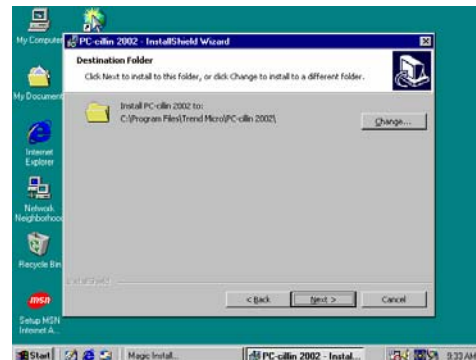 My Computer
PC-cillin 2002 - InstallShield Wizard
Destination Folder
Click Next to install to this folder, or click Change to install to a different folder.
My Document
Install PC-cillin 2002 to:
C:\Program Files\Trend Micro\PC-cillin 2002\
Change...
Internet
Explorer
Network
Neighborhoo
Recycle Bin
InstallShield
< Back
Next >
Cancel
msn
Setup MSN
Internet A...
Start
Magic Install...
PC-cillin 2002 - Instal...
9:33 AM